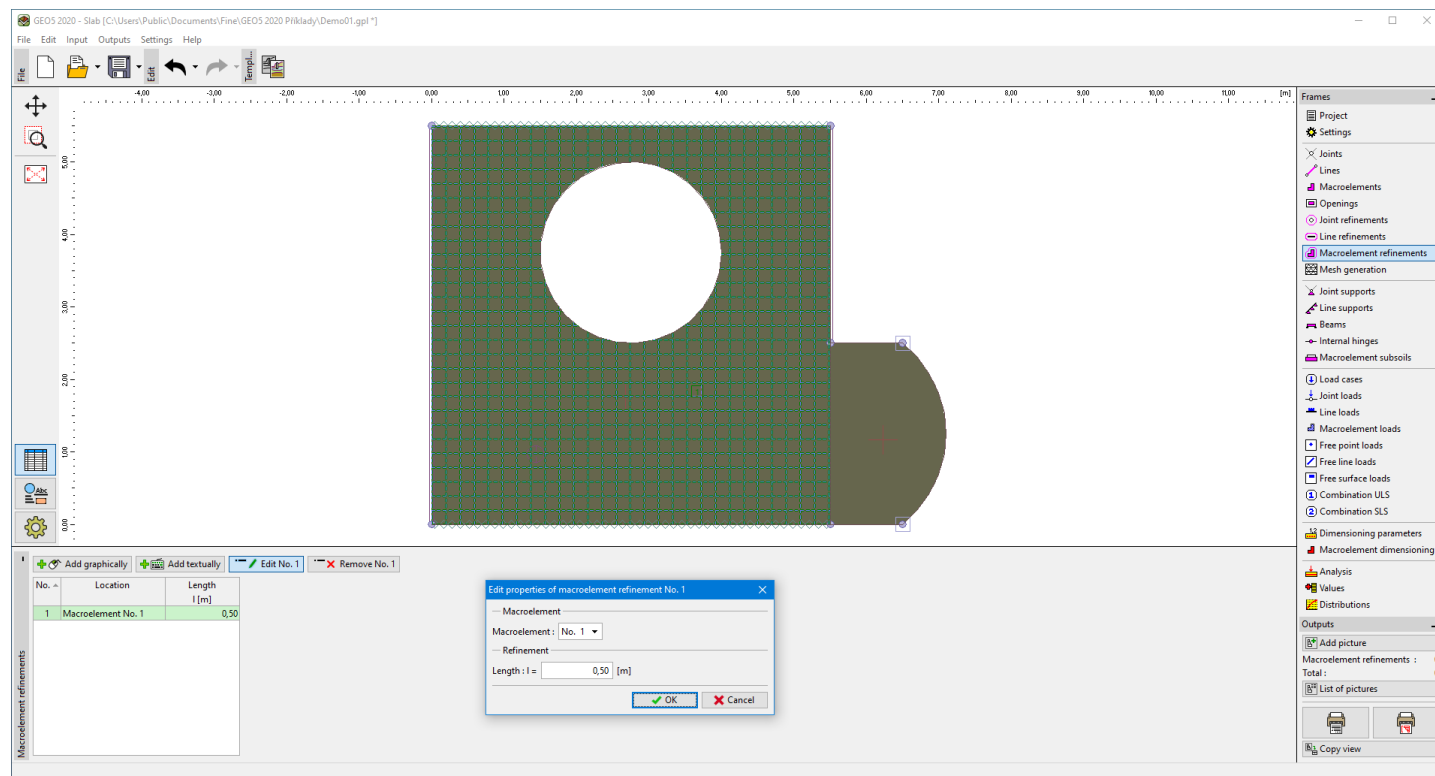 GEO5 2020 - Slab [C:\Users\Public\Documents\Fine\GEO5 2020 Příklady\Demo01.gpl *]
File Edit Input Outputs Settings Help
File
Edit
Templ...
-4,00 -3,00 -2,00 -1,00 0,00 1,00 2,00 3,00 4,00 5,00 6,00 7,00 8,00 9,00 10,00 11,00 [m]
5,00
4,00
3,00
2,00
1,00
0,00
Abc
Frames
Project
Settings
Joints
Lines
Macroelements
Openings
Joint refinements
Line refinements
Macroelement refinements
Mesh generation
Joint supports
Line supports
Beams
Internal hinges
Macroelement subsoils
Load cases
Joint loads
Line loads
Macroelement loads
Free point loads
Free line loads
Free surface loads
1 Combination ULS
2 Combination SLS
Dimensioning parameters
Macroelement dimensioning
Analysis
Values
Distributions
Outputs
Add picture
Macroelement refinements :
Total :
List of pictures
Copy view
Macroelement refinements
Add graphically Add textually Edit No. 1 Remove No. 1
No. Location Length
l [m]
1 Macroelement No. 1 0,50
Edit properties of macroelement refinement No. 1
Macroelement
Macroelement : No. 1
Refinement
Length : l = 0,50 [m]
OK Cancel